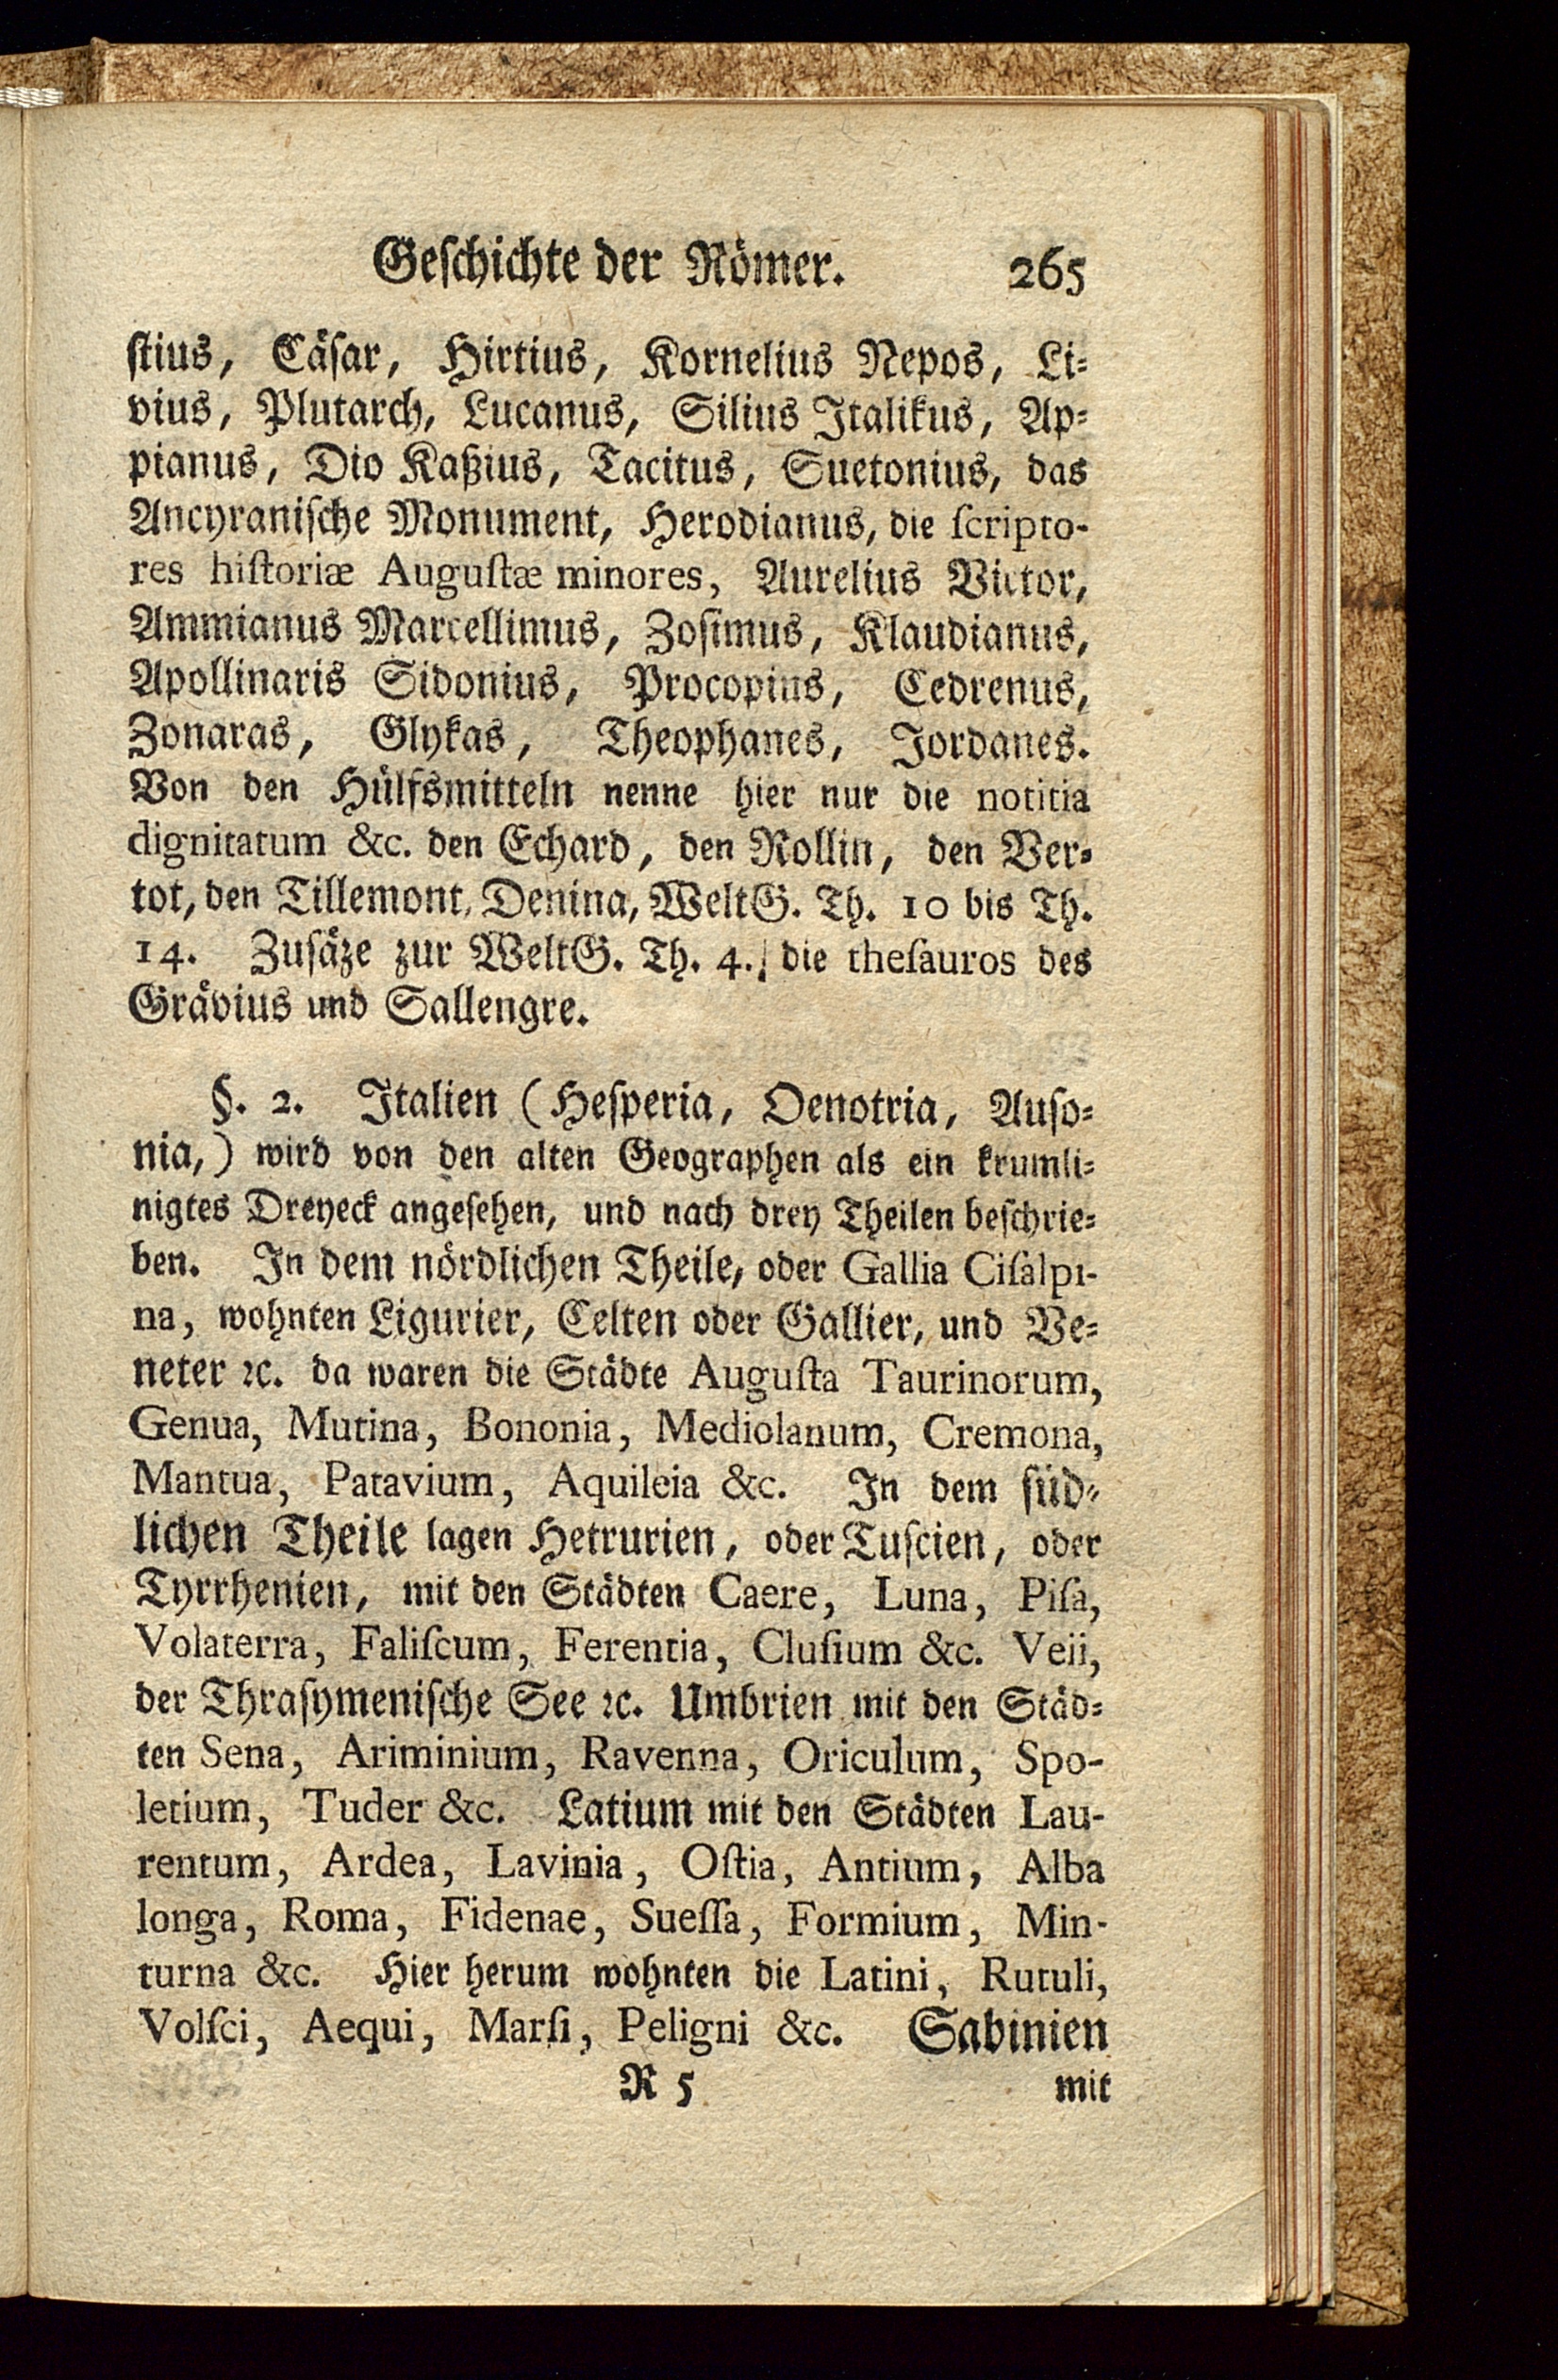 Geſchichte der Römer. 265
ſtius, Cäſar, Hirtius, Kornelius Nepos, Li⸗
vius, Plutarch, Lucanus, Silius Italikus, Ap⸗
pianus, Dio Kaßius, Tacitus, Suetonius, das
Ancyraniſche Monument, Herodianus, die ſcripto-
res hiſtoriæ Auguſtæ minores, Aurelius Victor,
Ammianus Marcellimus, Zoſimus, Klaudianus,
Apollinaris Sidonius, Procopius, Cedrenus,
Zonaras, Glykas, Theophanes, Jordanes.
Von den Hülfsmitteln nenne hier nur die notitia
dignitatum &c. den Echard, den Rollin, den Ver⸗
tot, den Tillemont, Denina, WeltG. Th. 10 bis Th.
14. Zuſäze zur WeltG. Th. 4. die theſauros des
Grävius und Sallengre.
§. 2. Italien (Heſperia, Oenotria, Auſo⸗
nia,) wird von den alten Geographen als ein krumli⸗
nigtes Dreyeck angeſehen, und nach drey Theilen beſchrie⸗
ben. In dem nördlichen Theile, oder Gallia Ciſalpi-
na, wohnten Ligurier, Celten oder Gallier, und Ve⸗
neter ꝛc. da waren die Städte Auguſta Taurinorum,
Genua, Mutina, Bononia, Mediolanum, Cremona,
Mantua, Patavium, Aquileia &c. In dem ſüd⸗
lichen Theile lagen Hetrurien, oder Tuſcien, oder
Tyrrhenien, mit den Städten Caere, Luna, Piſa,
Volaterra, Faliſcum, Ferentia, Cluſium &c. Veii,
der Thraſymeniſche See ꝛc. Umbrien mit den Städ⸗
ten Sena, Ariminium, Ravenna, Oriculum, Spo-
letium, Tuder &c. Latium mit den Städten Lau-
rentum, Ardea, Lavinia, Oſtia, Antium, Alba
longa, Roma, Fidenae, Sueſſa, Formium, Min-
turna &c. Hier herum wohnten die Latini, Rutuli,
Volſci, Aequi, Marſi, Peligni &c. Sabinien
R 5 mit